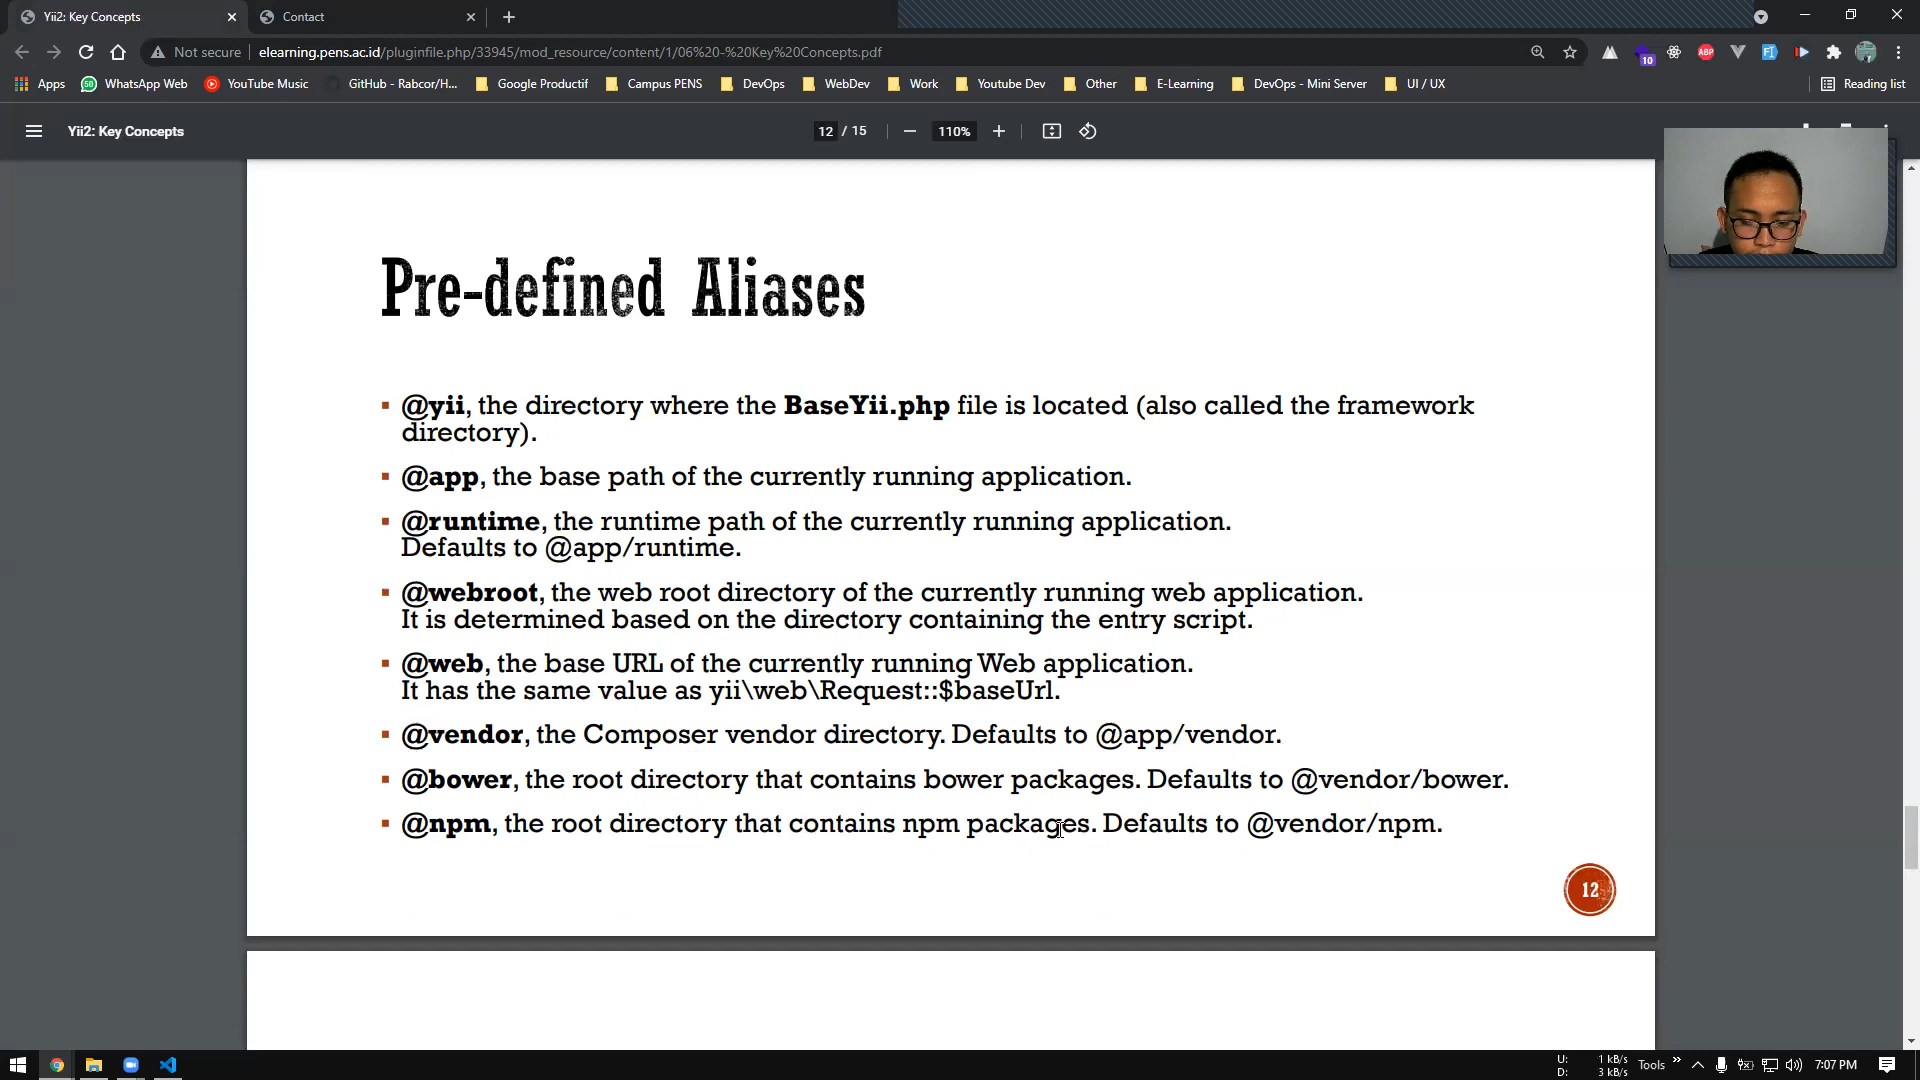 Yii2: Key Concepts
Contact
Not secure
elearning.pens.ac.id/pluginfile.php/33945/mod_resource/content/1/06%20-%20Key%20Concepts.pdf
ABP
10
Apps
50
WhatsApp Web
YouTube Music
GitHub - Rabcor/H...
Google Productif
Campus PENS
DevOps
WebDev
Work
Youtube Dev
Other
E-Learning
DevOps - Mini Server
UI / UX
Reading list
Yii2: Key Concepts
12 / 15
110%
Pre-defined Aliases
▪ @yii, the directory where the BaseYii.php file is located (also called the framework
directory).
▪ @app, the base path of the currently running application.
▪ @runtime, the runtime path of the currently running application.
Defaults to @app/runtime.
▪ @webroot, the web root directory of the currently running web application.
It is determined based on the directory containing the entry script.
▪ @web, the base URL of the currently running Web application.
It has the same value as yii\web\Request::$baseUrl.
▪ @vendor, the Composer vendor directory. Defaults to @app/vendor.
▪ @bower, the root directory that contains bower packages. Defaults to @vendor/bower.
▪ @npm, the root directory that contains npm packages. Defaults to @vendor/npm.
12
U: 1 kB/s
D: 3 kB/s
Tools
7:07 PM